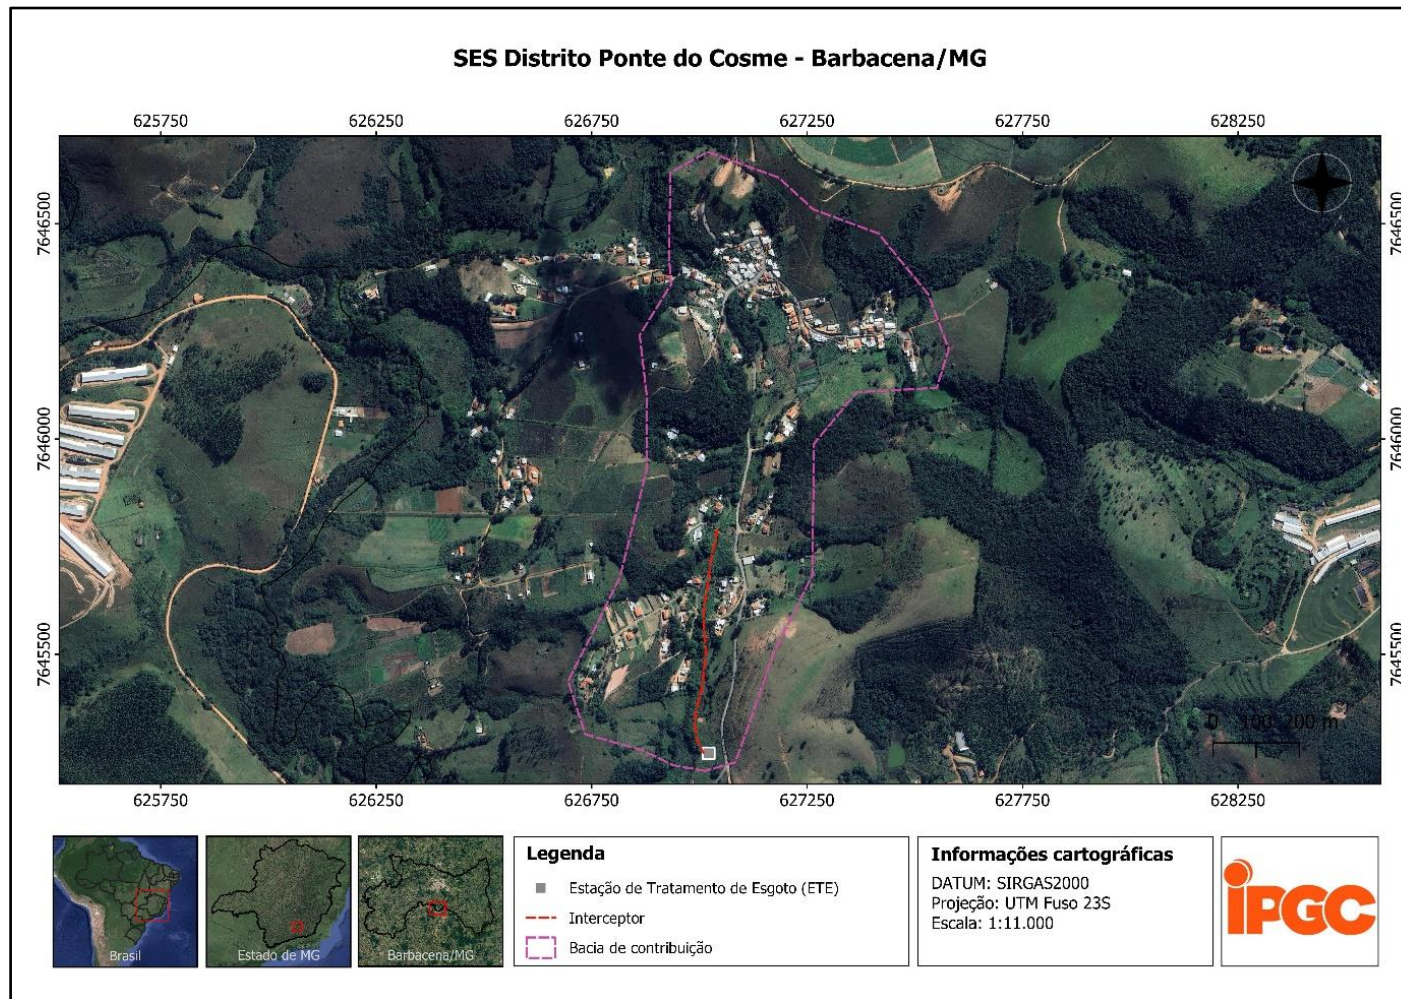 SES Distrito Ponte do Cosme - Barbacena/MG
625750 626250 626750 627250 627750 628250
7646500 7646500
7646000 7646000
7645500 7645500
0 100 200 m
625750 626250 626750 627250 627750 628250
Brasil
Estado de MG
Barbacena/MG
Legenda
Estação de Tratamento de Esgoto (ETE)
Interceptor
Bacia de contribuição
Informações cartográficas
DATUM: SIRGAS2000
Projeção: UTM Fuso 23S
Escala: 1:11.000
iPGC